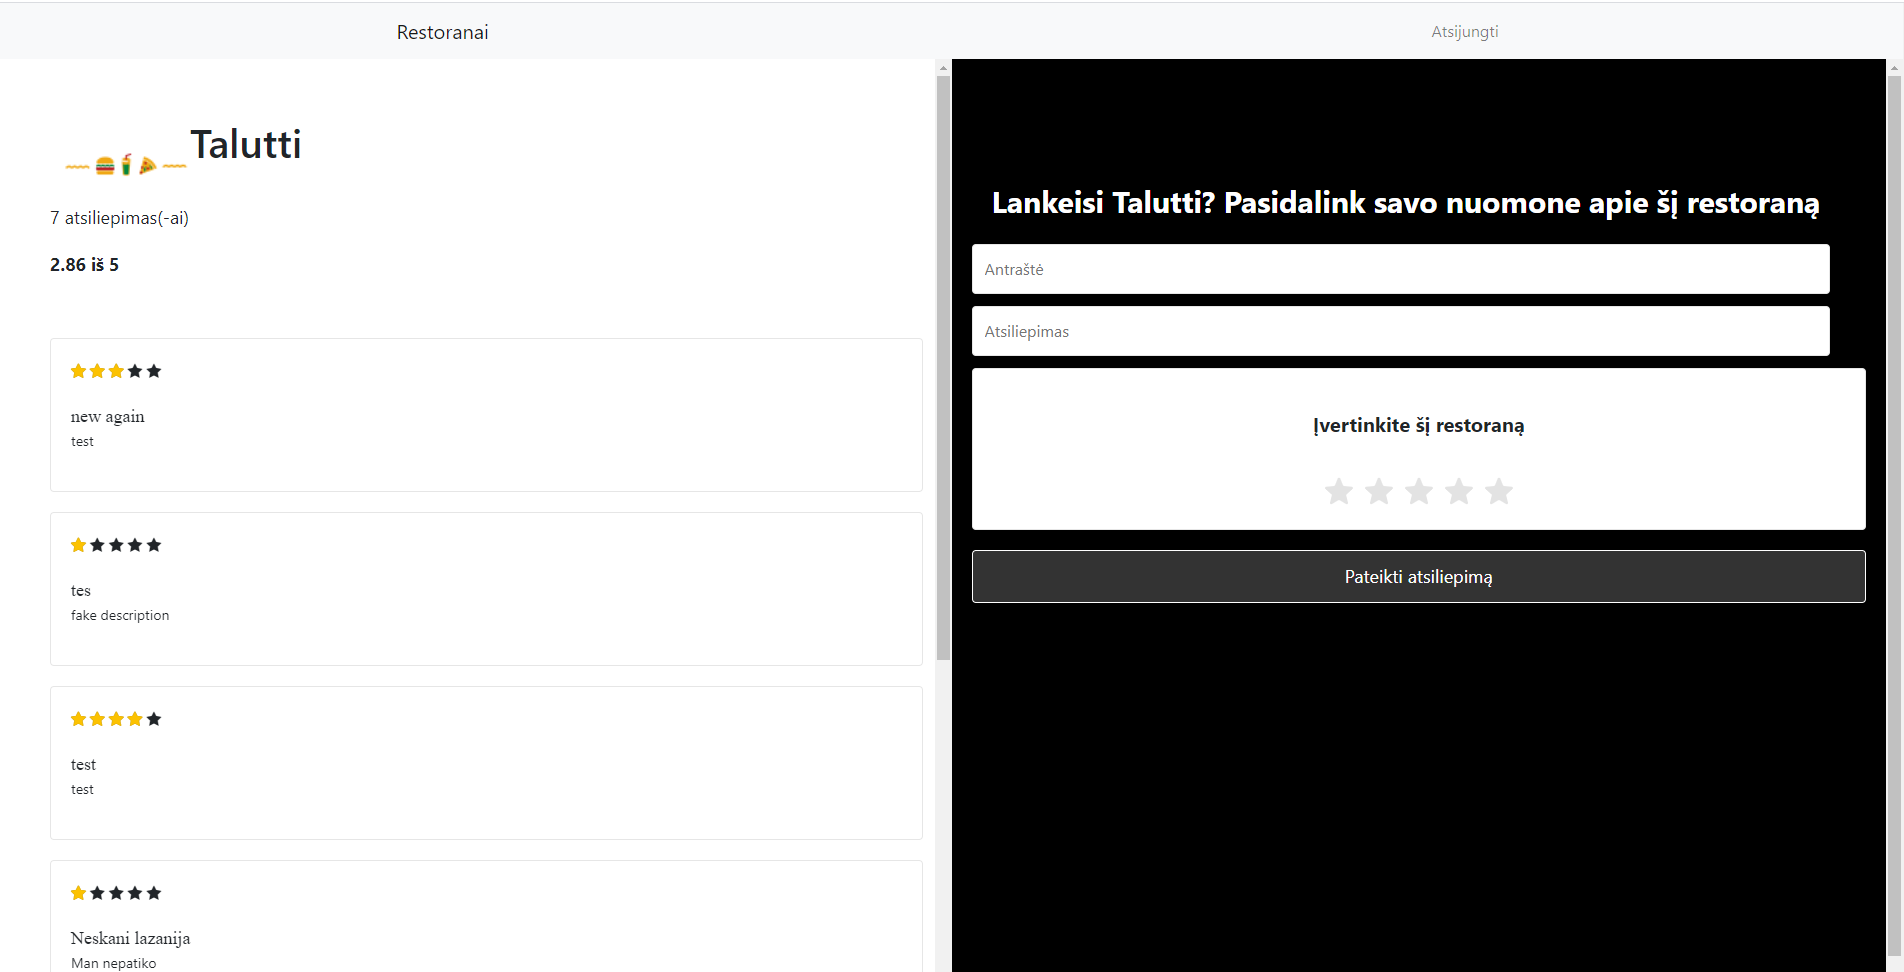 Restoranai
Atsijungti
Talutti
7 atsiliepimas(-ai)
2.86 iš 5
new again
test
tes
fake description
test
test
Neskani lazanija
Man nepatiko
Lankeisi Talutti? Pasidalink savo nuomone apie šį restoraną
Antraštė
Atsiliepimas
Įvertinkite šį restoraną
Pateikti atsiliepimą